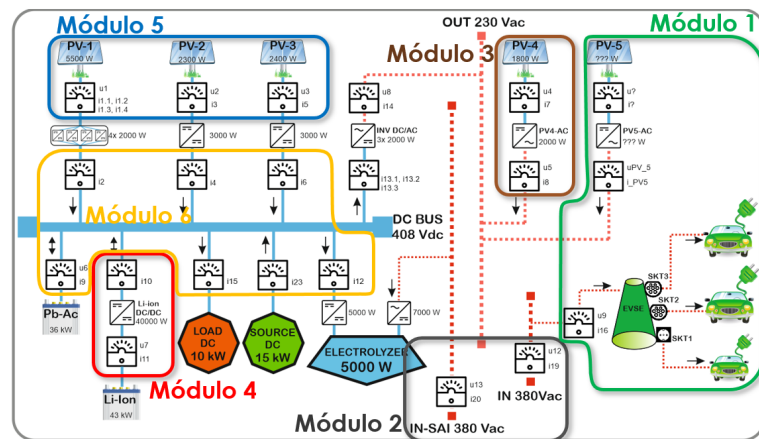 OUT 230 Vac
Módulo 1
Módulo 5
Módulo 3
PV-1
5500 W
PV-2
2300 W
PV-3
2400 W
PV-4
1800 W
PV-5
??? W
u1
i1.1, i1.2
i1.3, i1.4
u2
i3
u3
i5
u8
i14
u4
i7
u?
i?
4x 2000 W
3000 W
3000 W
INV DC/AC
3x 2000 W
PV4-AC
2000 W
PV5-AC
??? W
i2
i4
i6
i13.1, i13.2
i13.3
u5
i8
uPV_5
i_PV5
Módulo 6
DC BUS
408 Vdc
u6
i9
i10
i15
i23
i12
Pb-Ac
36 kW
Li-ion
DC/DC
40000 W
u7
i11
LOAD
DC
10 kW
SOURCE
DC
15 kW
5000 W
7000 W
ELECTROLYZER
5000 W
u9
i16
EVSE
SKT3
SKT2
SKT1
u12
i19
IN 380Vac
u13
i20
IN-SAI 380 Vac
Módulo 4
Módulo 2
Li-Ion
43 kW